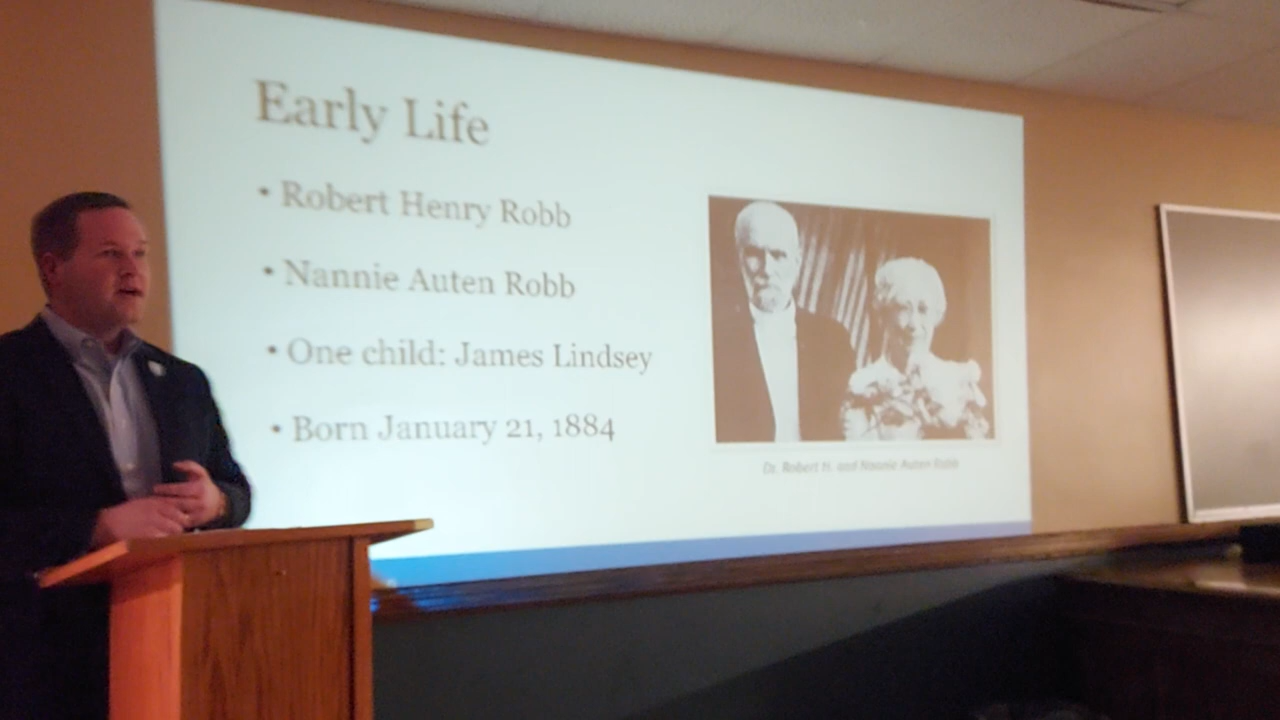 Early Life
• Robert Henry Robb
• Nannie Auten Robb
• One child: James Lindsey
• Born January 21, 1884
Dr. Robert H. and Nannie Auten Robb